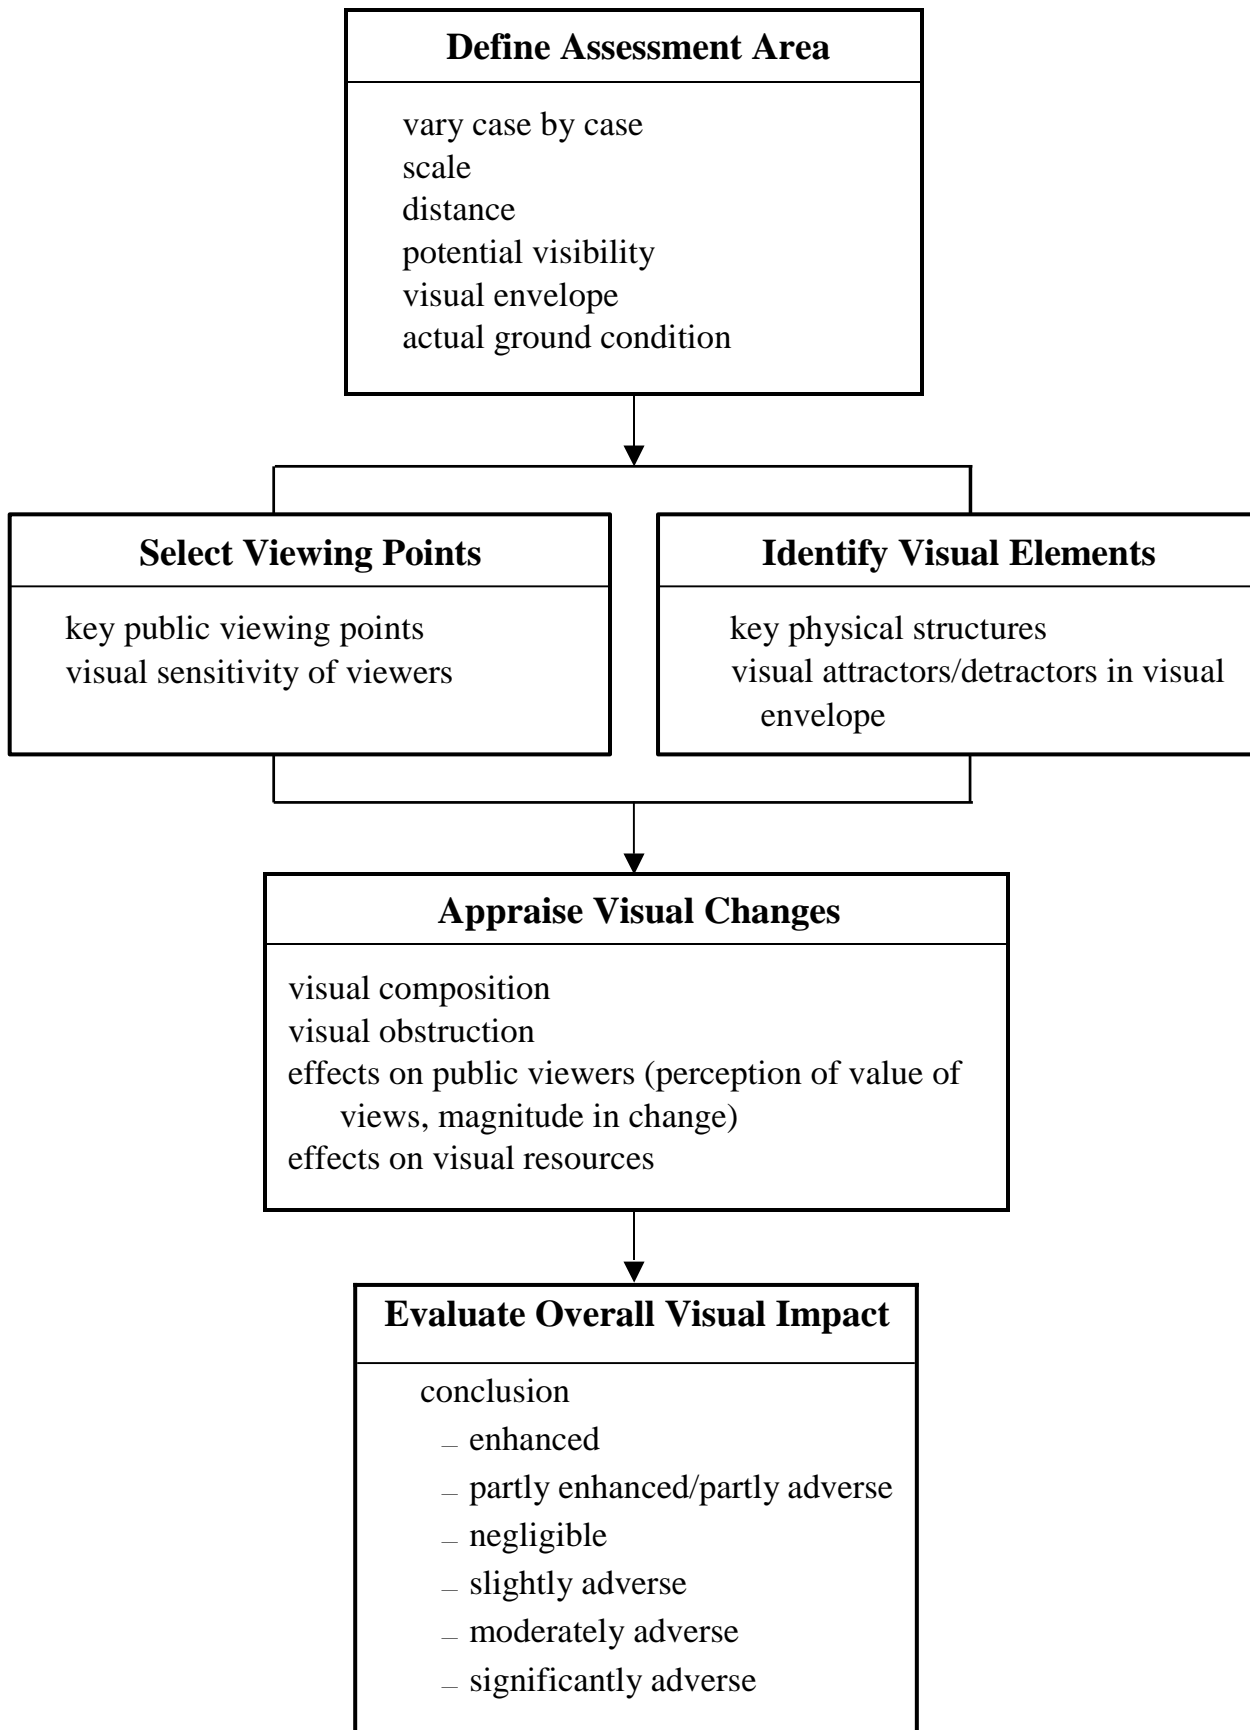 Define Assessment Area
vary case by case
scale
distance
potential visibility
visual envelope
actual ground condition
Select Viewing Points
key public viewing points
visual sensitivity of viewers
Identify Visual Elements
key physical structures
visual attractors/detractors in visual
envelope
Appraise Visual Changes
visual composition
visual obstruction
effects on public viewers (perception of value of
views, magnitude in change)
effects on visual resources
Evaluate Overall Visual Impact
conclusion
– enhanced
– partly enhanced/partly adverse
– negligible
– slightly adverse
– moderately adverse
– significantly adverse